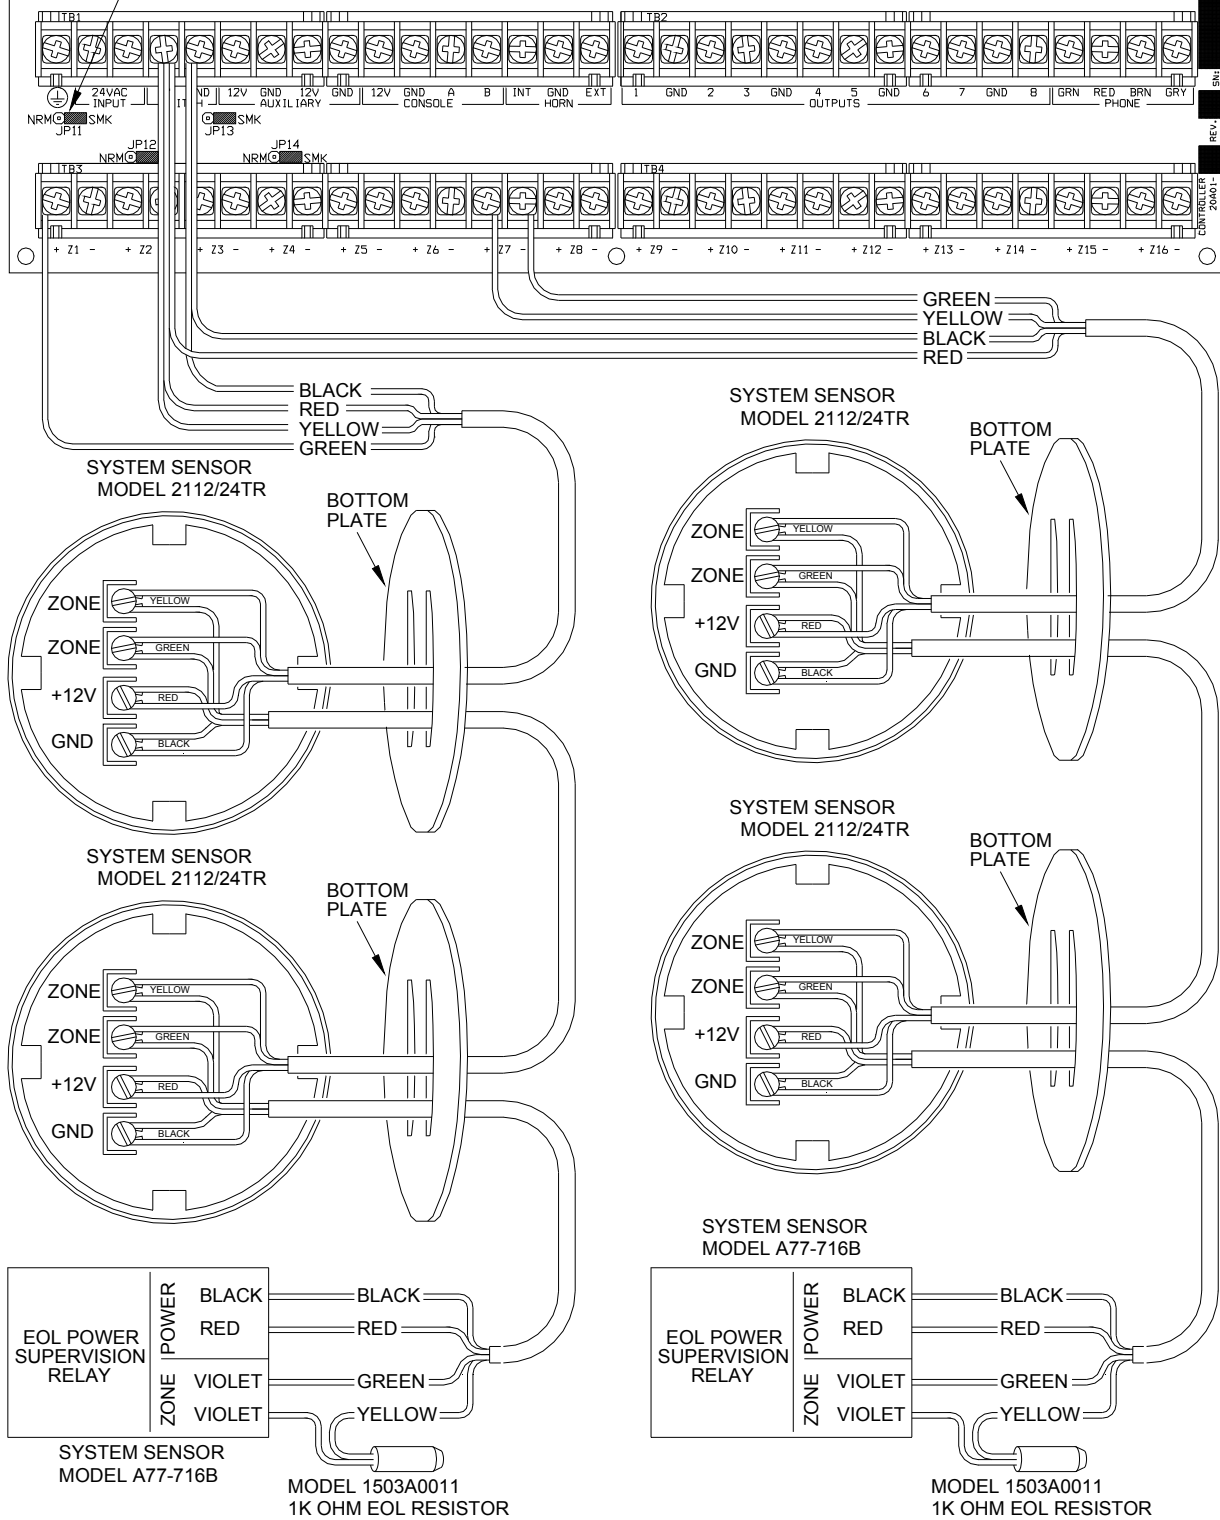 TB1 TB2
24VAC ND 12V GND 12V GND 12V GND A B INT GND EXT 1 GND 2 3 GND 4 5 GND 6 7 GND 8 GRN RED BRN GRY
INPUT AUXILIARY CONSOLE HORN OUTPUTS PHONE
SN:
REV.
NRM SMK
JP11
SMK
JP13
JP12
NRM
JP14
NRM SMK
TB3 TB4
CONTROLLER
20A01-
+ Z1 - + Z2 + Z3 - + Z4 - + Z5 - + Z6 - + Z7 - + Z8 - + Z9 - + Z10 - + Z11 - + Z12 - + Z13 - + Z14 - + Z15 - + Z16 -
GREEN
YELLOW
BLACK
RED
BLACK
RED
YELLOW
GREEN
SYSTEM SENSOR
MODEL 2112/24TR
BOTTOM
PLATE
ZONE YELLOW
ZONE GREEN
+12V RED
GND BLACK
SYSTEM SENSOR
MODEL 2112/24TR
BOTTOM
PLATE
ZONE YELLOW
ZONE GREEN
+12V RED
GND BLACK
EOL POWER
SUPERVISION
RELAY
POWER
BLACK BLACK
RED RED
ZONE
VIOLET GREEN
VIOLET YELLOW
SYSTEM SENSOR
MODEL A77-716B
MODEL 1503A0011
1K OHM EOL RESISTOR
SYSTEM SENSOR
MODEL 2112/24TR
BOTTOM
PLATE
ZONE YELLOW
ZONE GREEN
+12V RED
GND BLACK
SYSTEM SENSOR
MODEL 2112/24TR
BOTTOM
PLATE
ZONE YELLOW
ZONE GREEN
+12V RED
GND BLACK
SYSTEM SENSOR
MODEL A77-716B
EOL POWER
SUPERVISION
RELAY
POWER
BLACK BLACK
RED RED
ZONE
VIOLET GREEN
VIOLET YELLOW
MODEL 1503A0011
1K OHM EOL RESISTOR